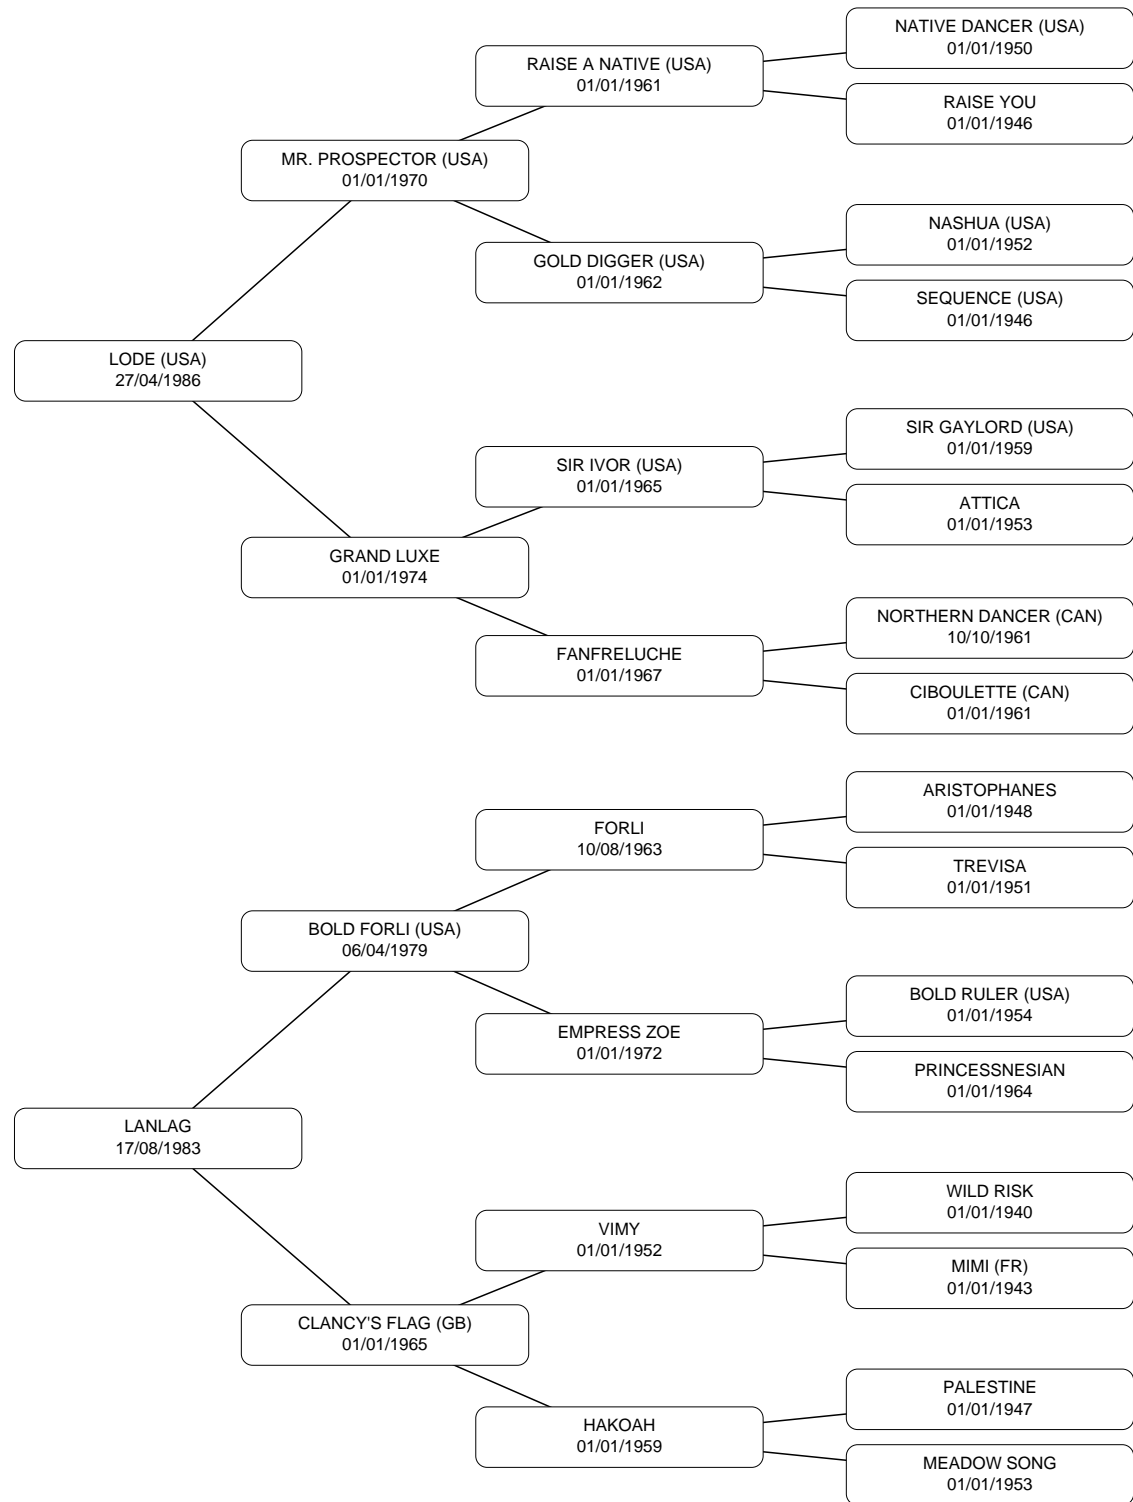 NATIVE DANCER (USA)
01/01/1950
RAISE A NATIVE (USA)
01/01/1961
RAISE YOU
01/01/1946
MR. PROSPECTOR (USA)
01/01/1970
NASHUA (USA)
01/01/1952
GOLD DIGGER (USA)
01/01/1962
SEQUENCE (USA)
01/01/1946
LODE (USA)
27/04/1986
SIR GAYLORD (USA)
01/01/1959
SIR IVOR (USA)
01/01/1965
ATTICA
01/01/1953
GRAND LUXE
01/01/1974
NORTHERN DANCER (CAN)
10/10/1961
FANFRELUCHE
01/01/1967
CIBOULETTE (CAN)
01/01/1961
ARISTOPHANES
01/01/1948
FORLI
10/08/1963
TREVISA
01/01/1951
BOLD FORLI (USA)
06/04/1979
BOLD RULER (USA)
01/01/1954
EMPRESS ZOE
01/01/1972
PRINCESSNESIAN
01/01/1964
LANLAG
17/08/1983
WILD RISK
01/01/1940
VIMY
01/01/1952
MIMI (FR)
01/01/1943
CLANCY'S FLAG (GB)
01/01/1965
PALESTINE
01/01/1947
HAKOAH
01/01/1959
MEADOW SONG
01/01/1953